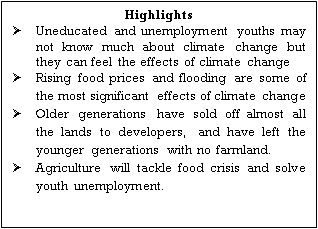 Highlights
➢ Uneducated and unemployment youths may
not know much about climate change but
they can feel the effects of climate change
➢ Rising food prices and flooding are some of
the most significant effects of climate change
➢ Older generations have sold off almost all
the lands to developers, and have left the
younger generations with no farmland.
➢ Agriculture will tackle food crisis and solve
youth unemployment.